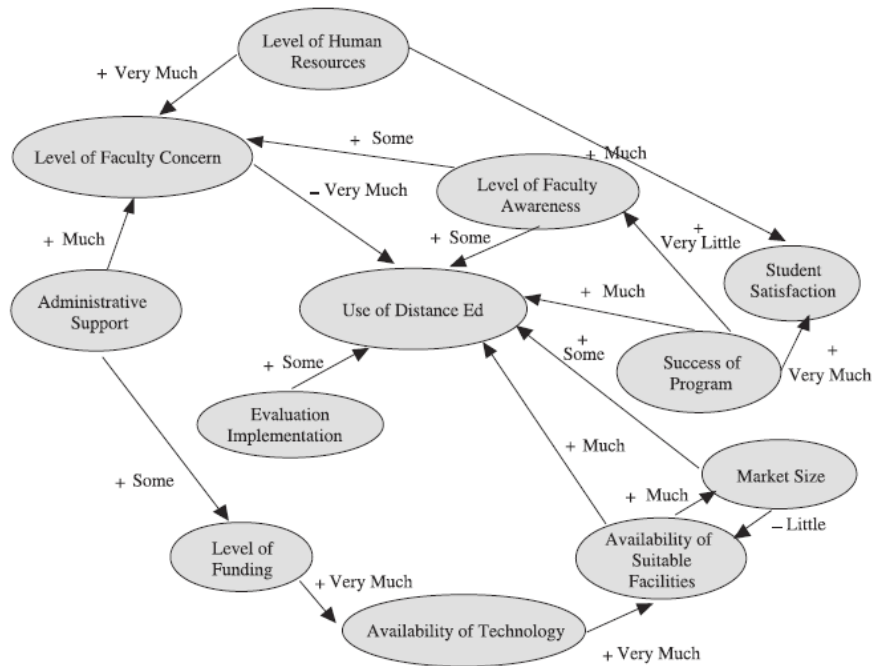 Level of Human
Resources
+ Very Much
Level of Faculty Concern
+ Some
+ Much
Level of Faculty
Awareness
– Very Much
+ Much
+ Some
+
Very Little
Student
Satisfaction
Administrative
Support
Use of Distance Ed
+ Much
+ Some
+
Some
Success of
Program
+
Very Much
Evaluation
Implementation
+ Much
Market Size
+ Some
+ Much
– Little
Level of
Funding
Availability of
Suitable
Facilities
+ Very Much
Availability of Technology
+ Very Much